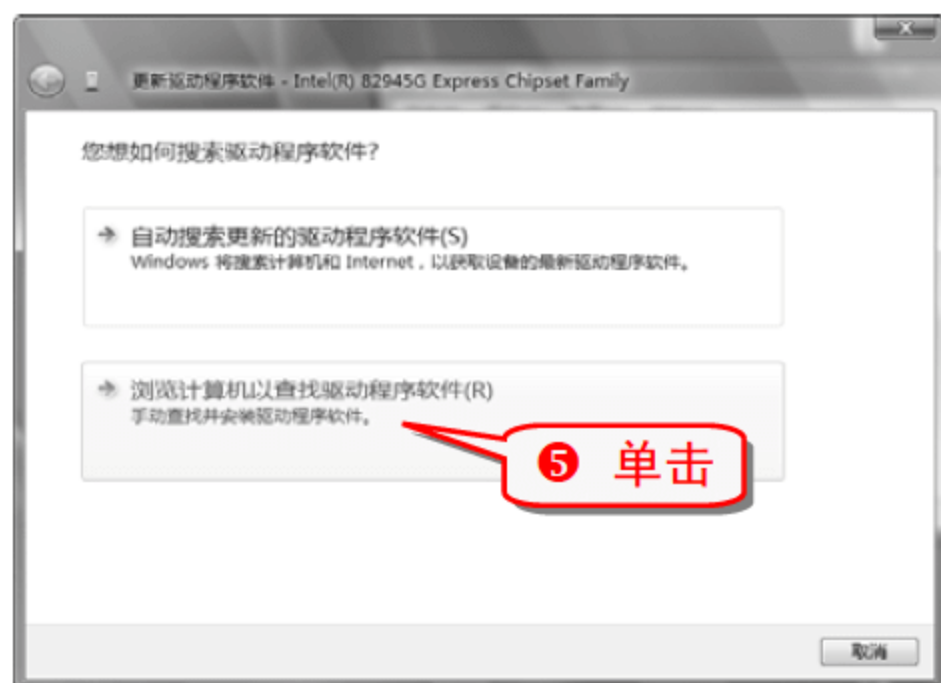 更新驱动程序软件 - Intel(R) 82945G Express Chipset Family
您想如何搜索驱动程序软件?
自动搜索更新的驱动程序软件(S)
Windows 将搜索计算机和 Internet，以获取设备的最新驱动程序软件。
浏览计算机以查找驱动程序软件(R)
手动查找并安装驱动程序软件。
❺ 单击
取消